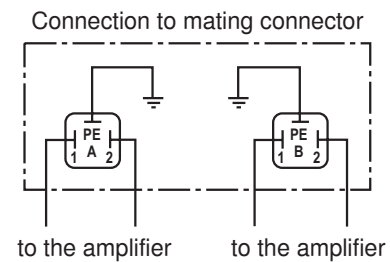 Connection to mating connector
PE
A
1 2
PE
B
1 2
to the amplifier
to the amplifier